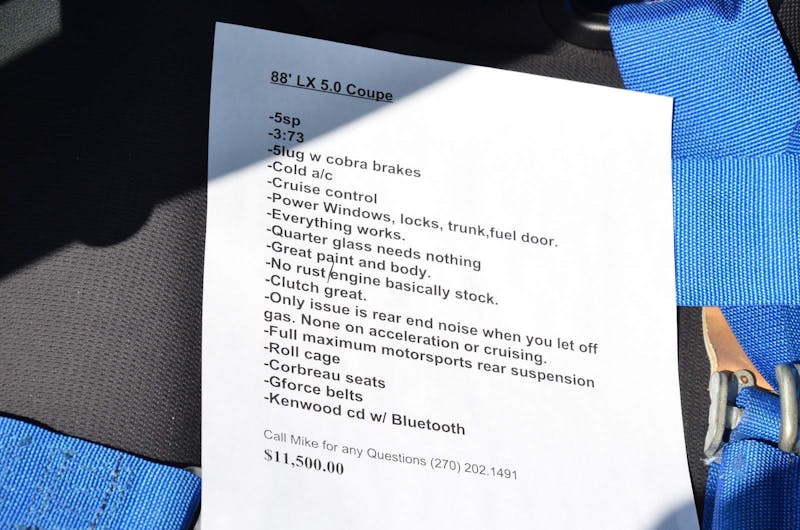 88' LX 5.0 Coupe
-5sp
-3:73
-5lug w cobra brakes
-Cold a/c
-Cruise control
-Power Windows, locks, trunk,fuel door.
-Everything works.
-Quarter glass needs nothing
-Great paint and body.
-No rust/engine basically stock.
-Clutch great.
-Only issue is rear end noise when you let off
gas. None on acceleration or cruising.
-Full maximum motorsports rear suspension
-Roll cage
-Corbreau seats
-Gforce belts
-Kenwood cd w/ Bluetooth
Call Mike for any Questions (270) 202.1491
$11,500.00